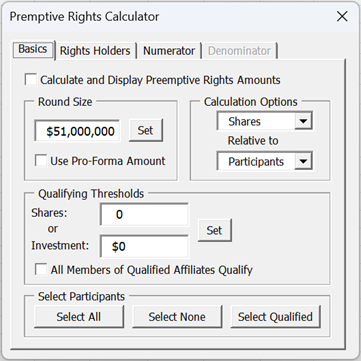 Premptive Rights Calculator
Basics Rights Holders Numerator Denominator
Calculate and Display Preemptive Rights Amounts
Round Size
$51,000,000 Set
Use Pro-Forma Amount
Calculation Options
Shares
Relative to
Participants
Qualifying Thresholds
Shares: 0
or
Investment: $0
Set
All Members of Qualified Affiliates Qualify
Select Participants
Select All Select None Select Qualified